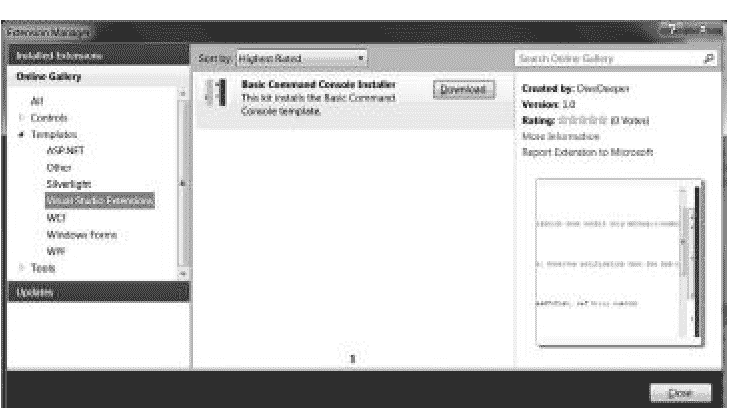 Extension Manager
Installed Extensions
Online Gallery
All
Controls
Templates
ASP.NET
Other
Silverlight
Visual Studio Extensions
WCF
Windows Forms
WPF
Tools
Updates
Sort by: Highest Rated
Basic Command Console Installer
This kit installs the Basic Command
Console template.
Download
1
Search Online Gallery
Created by: DiveDeeper
Version: 1.0
Rating: (0 Votes)
More Information
Report Extension to Microsoft
Close